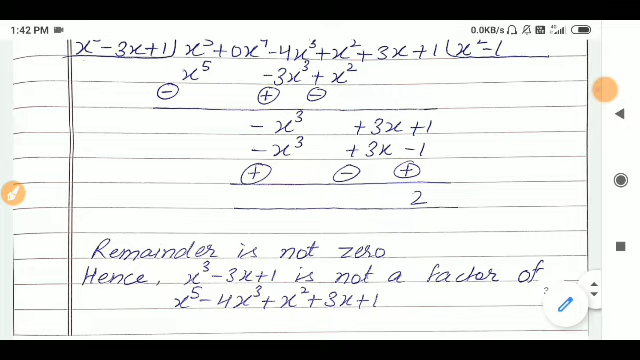 1:42 PM
0.0KB/s
x³-3x+1) x⁵+0x⁴-4x³+x²+3x+1 (x²-1
x⁵ -3x³+x²
⊖ ⊕ ⊖
-x³ +3x+1
-x³ +3x-1
⊕ ⊖ ⊕
2
Remainder is not zero
Hence, x³-3x+1 is not a factor of
x⁵-4x³+x²+3x+1